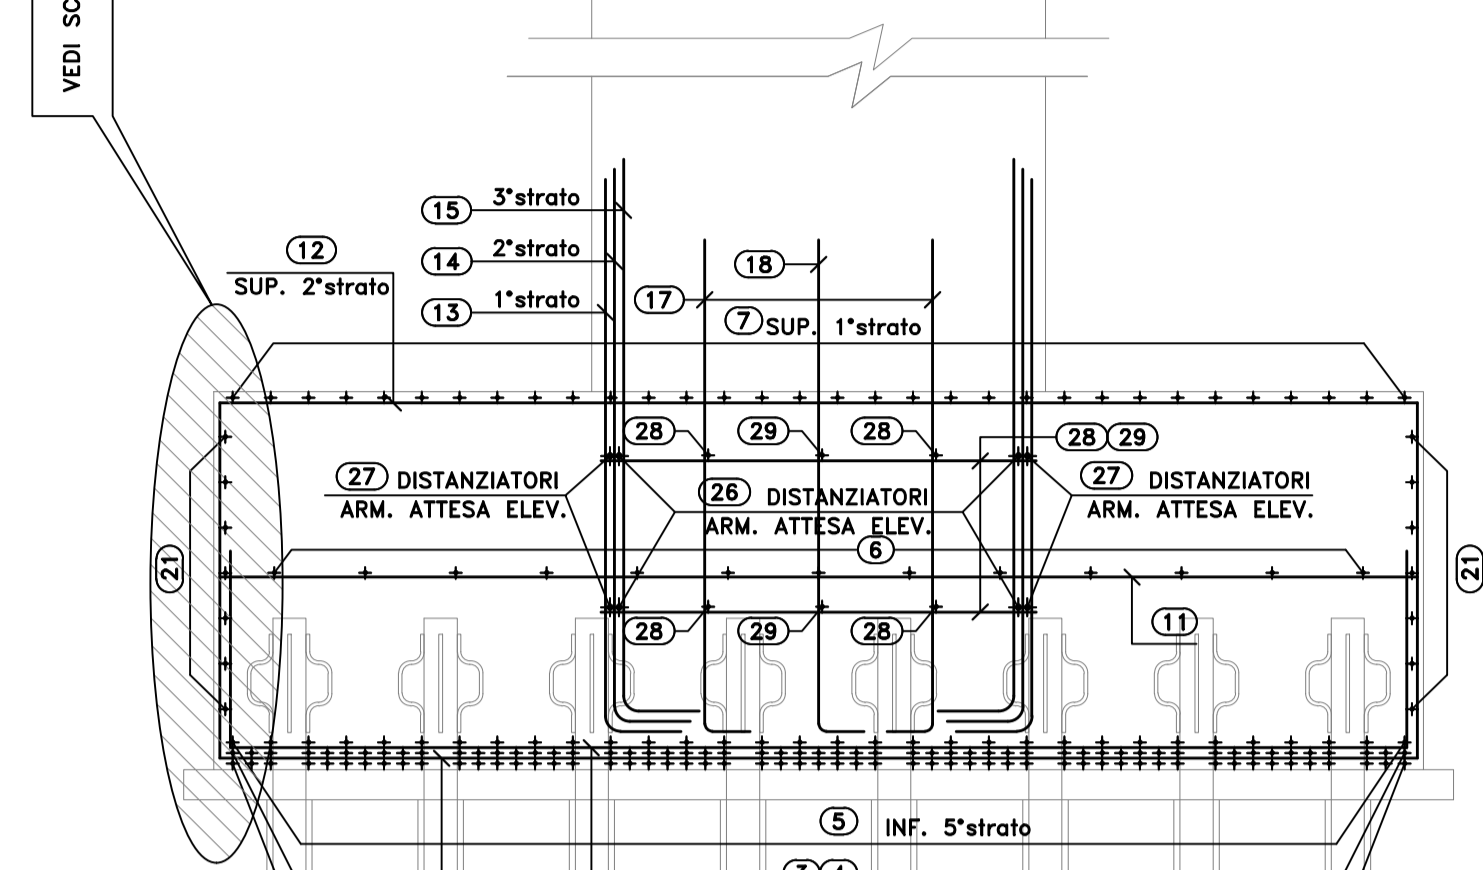 VEDI SC
15 3°strato
14 2°strato
13 1°strato
12
SUP. 2°strato
18
17
7 SUP. 1°strato
28 29 28
28 29
27 DISTANZIATORI
ARM. ATTESA ELEV.
26 DISTANZIATORI
ARM. ATTESA ELEV.
27 DISTANZIATORI
ARM. ATTESA ELEV.
6
21
21
28 29 28
11
5 INF. 5°strato
3 4